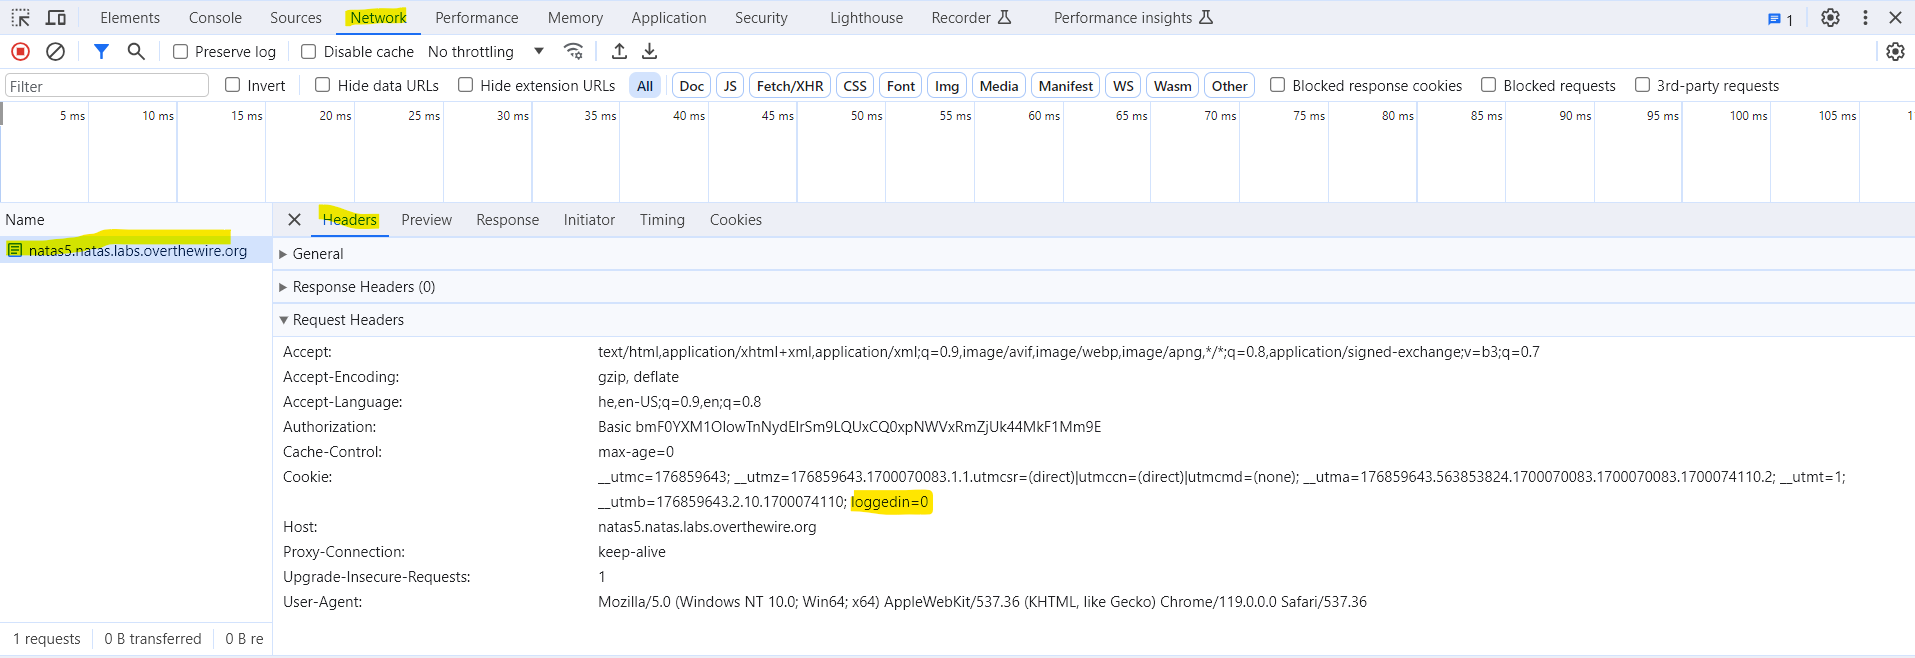 Elements Console Sources Network Performance Memory Application Security Lighthouse Recorder Performance insights 1
Preserve log Disable cache No throttling
Filter Invert Hide data URLs Hide extension URLs All Doc JS Fetch/XHR CSS Font Img Media Manifest WS Wasm Other Blocked response cookies Blocked requests 3rd-party requests
5 ms 10 ms 15 ms 20 ms 25 ms 30 ms 35 ms 40 ms 45 ms 50 ms 55 ms 60 ms 65 ms 70 ms 75 ms 80 ms 85 ms 90 ms 95 ms 100 ms 105 ms 1
Name Headers Preview Response Initiator Timing Cookies
natas5.natas.labs.overthewire.org
General
Response Headers (0)
Request Headers
Accept: text/html,application/xhtml+xml,application/xml;q=0.9,image/avif,image/webp,image/apng,*/*;q=0.8,application/signed-exchange;v=b3;q=0.7
Accept-Encoding: gzip, deflate
Accept-Language: he,en-US;q=0.9,en;q=0.8
Authorization: Basic
Cache-Control: max-age=0
Cookie: __utmc=176859643; __utmz=176859643.1700070083.1.1.utmcsr=(direct)|utmccn=(direct)|utmcmd=(none); __utma=176859643.563853824.1700070083.1700070083.1700074110.2; __utmt=1;
__utmb=176859643.2.10.1700074110; loggedin=0
Host: natas5.natas.labs.overthewire.org
Proxy-Connection: keep-alive
Upgrade-Insecure-Requests: 1
User-Agent: Mozilla/5.0 (Windows NT 10.0; Win64; x64) AppleWebKit/537.36 (KHTML, like Gecko) Chrome/119.0.0.0 Safari/537.36
1 requests 0 B transferred 0 B re